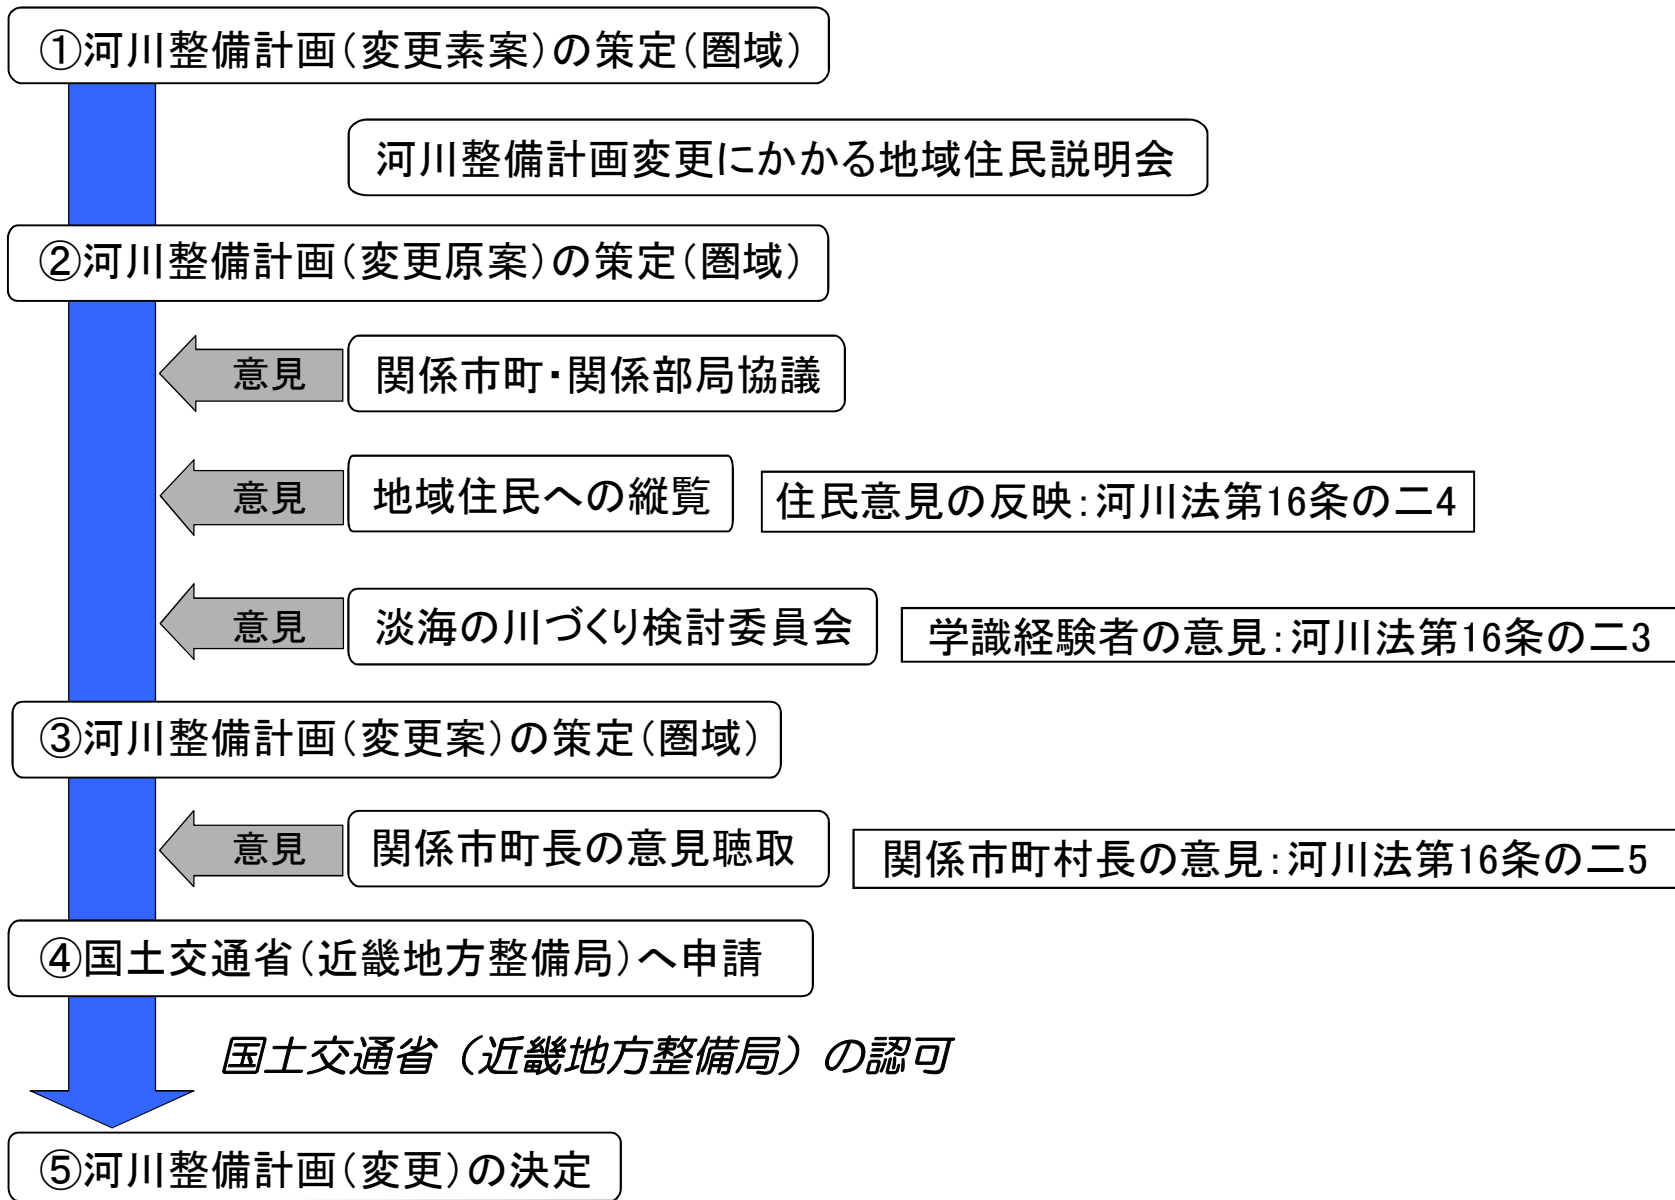 ①河川整備計画（変更素案）の策定（圏域）
河川整備計画変更にかかる地域住民説明会
②河川整備計画（変更原案）の策定（圏域）
意見
関係市町・関係部局協議
意見
地域住民への縦覧
住民意見の反映：河川法第16条の二4
意見
淡海の川づくり検討委員会
学識経験者の意見：河川法第16条の二3
③河川整備計画（変更案）の策定（圏域）
意見
関係市町長の意見聴取
関係市町村長の意見：河川法第16条の二5
④国土交通省（近畿地方整備局）へ申請
国土交通省（近畿地方整備局）の認可
⑤河川整備計画（変更）の決定